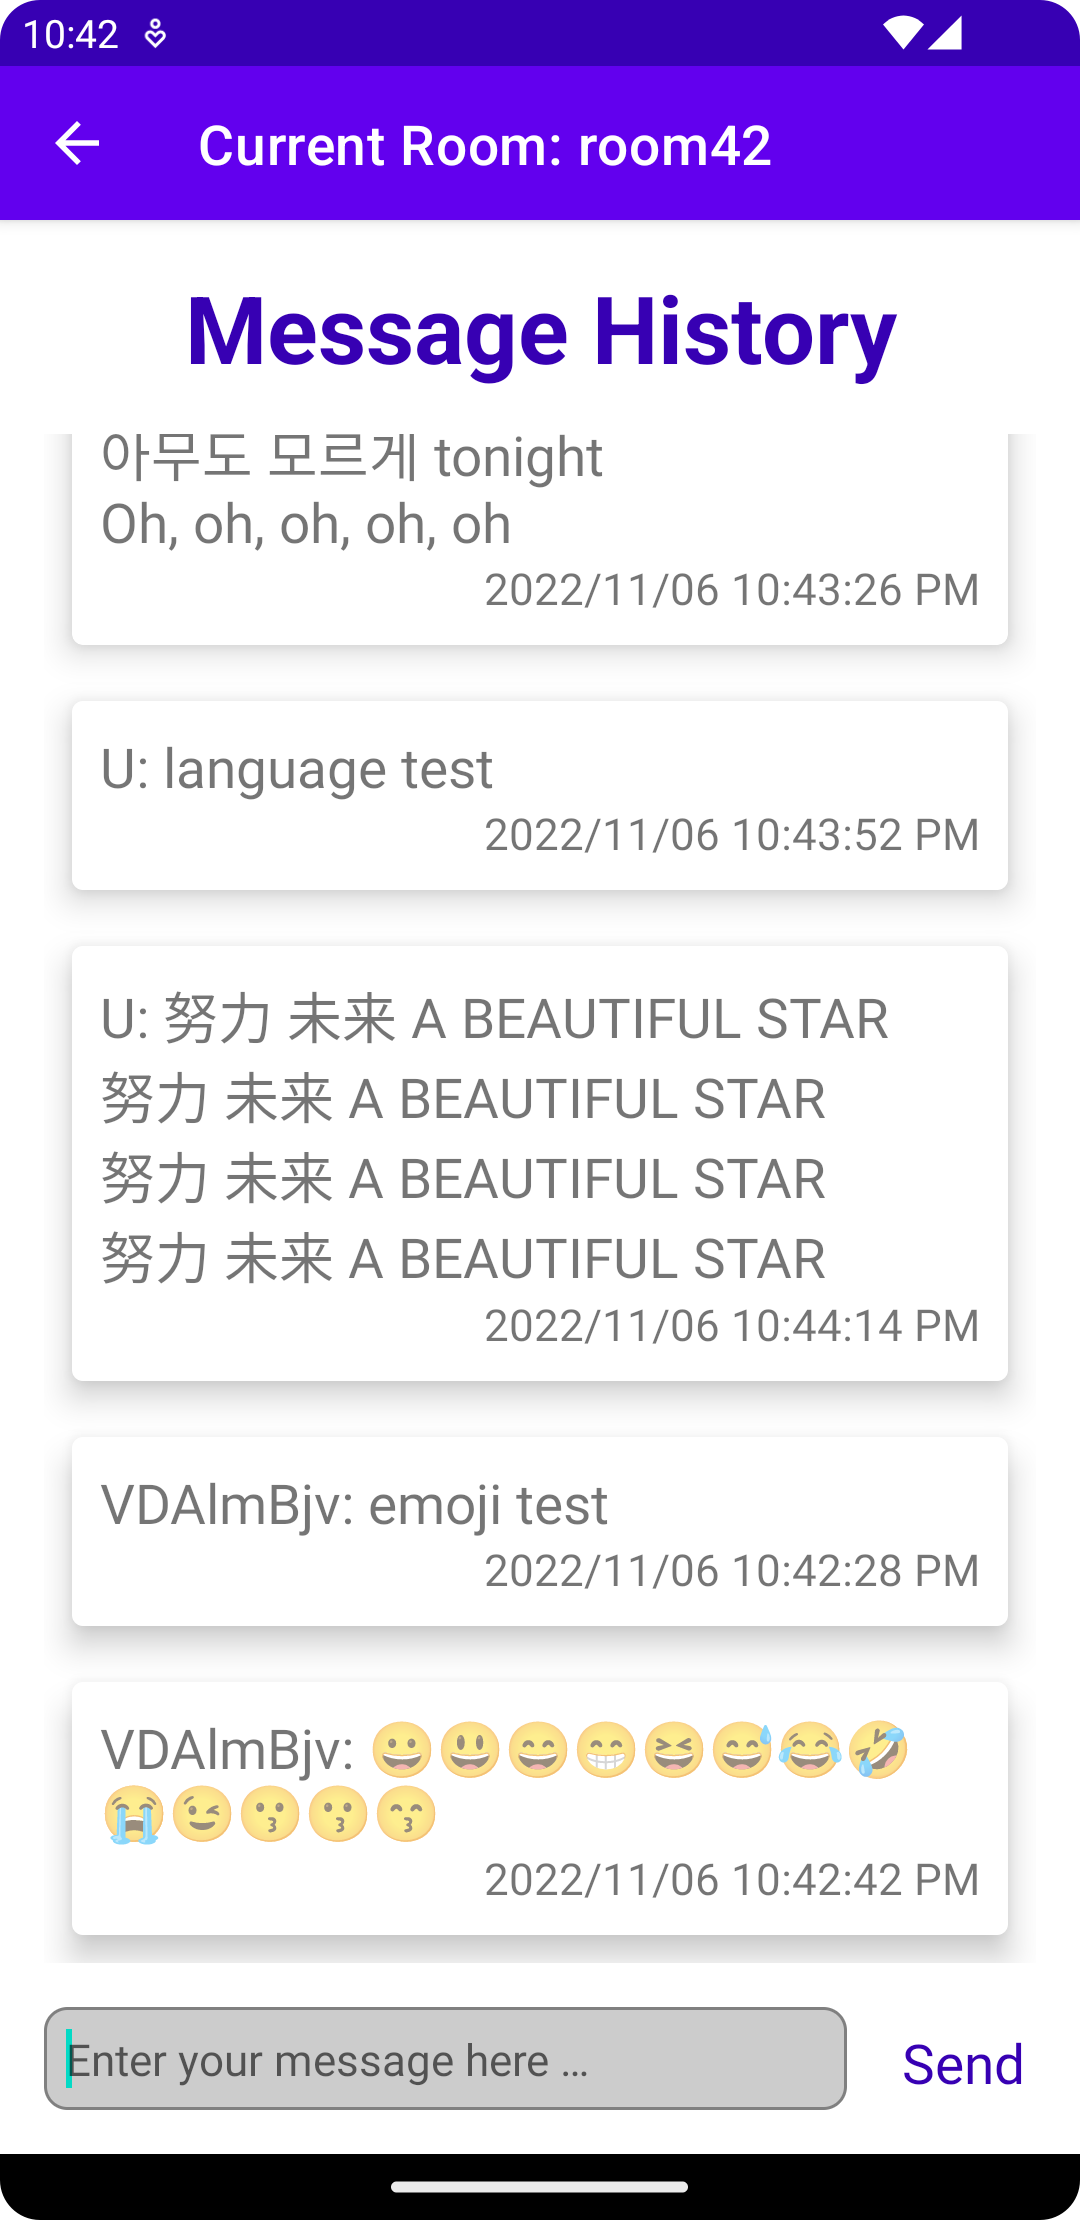 10:42
Current Room: room42
Message History
아무도 모르게 tonight
Oh, oh, oh, oh, oh
2022/11/06 10:43:26 PM
U: language test
2022/11/06 10:43:52 PM
U: 努力 未来 A BEAUTIFUL STAR
努力 未来 A BEAUTIFUL STAR
努力 未来 A BEAUTIFUL STAR
努力 未来 A BEAUTIFUL STAR
2022/11/06 10:44:14 PM
VDAlmBjv: emoji test
2022/11/06 10:42:28 PM
VDAlmBjv: 😀😃😄😁😆😅😂🤣
😭😉😗😗😙
2022/11/06 10:42:42 PM
Enter your message here ...
Send